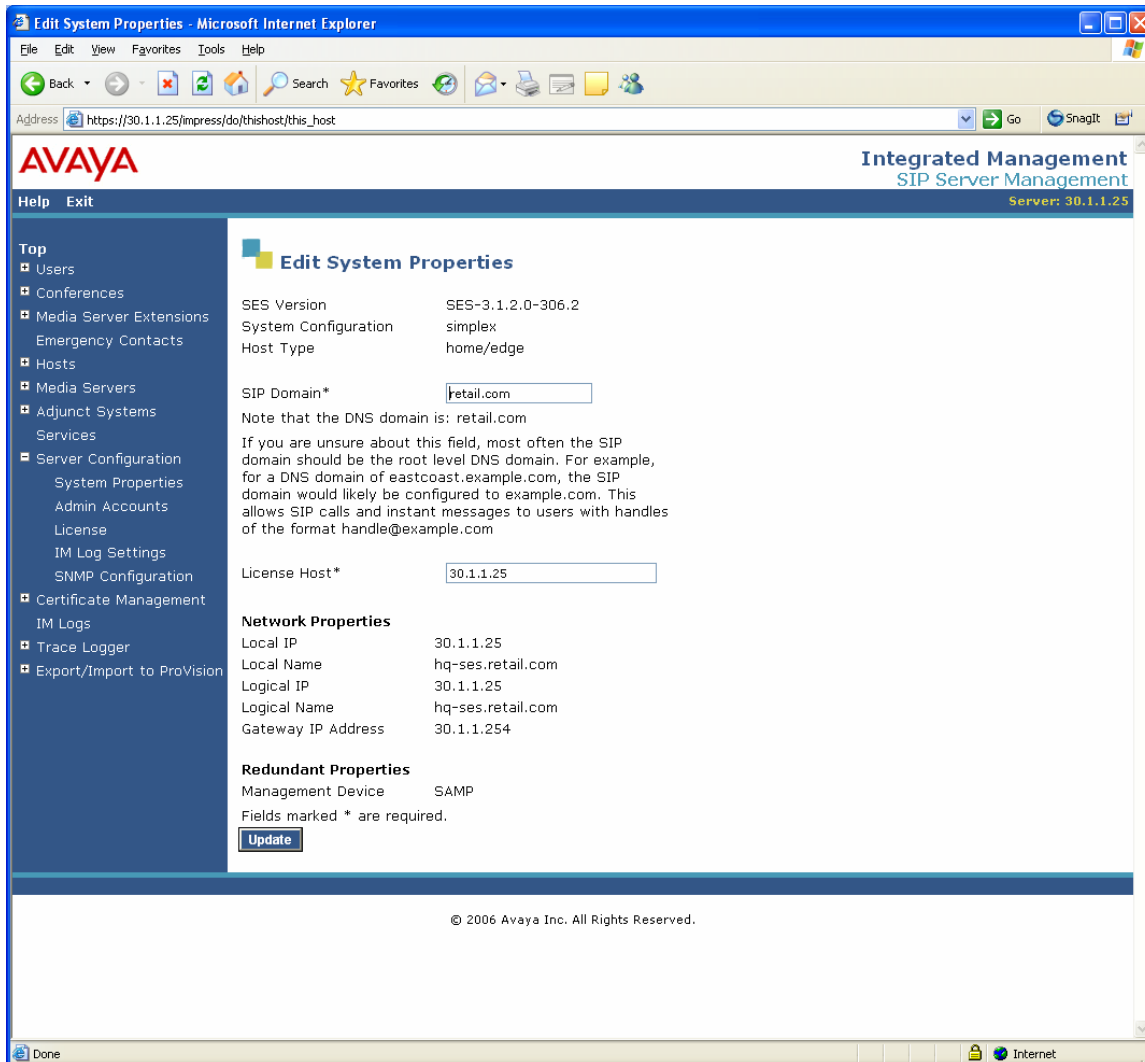 Edit System Properties - Microsoft Internet Explorer
File Edit View Favorites Tools Help
Back Search Favorites
Address https://30.1.1.25/impress/do/thishost/this_host Go SnagIt
AVAYA
Integrated Management
SIP Server Management
Help Exit
Server: 30.1.1.25
Top
Users
Conferences
Media Server Extensions
Emergency Contacts
Hosts
Media Servers
Adjunct Systems
Services
Server Configuration
System Properties
Admin Accounts
License
IM Log Settings
SNMP Configuration
Certificate Management
IM Logs
Trace Logger
Export/Import to ProVision
Edit System Properties
SES Version SES-3.1.2.0-306.2
System Configuration simplex
Host Type home/edge
SIP Domain* retail.com
Note that the DNS domain is: retail.com
If you are unsure about this field, most often the SIP
domain should be the root level DNS domain. For example,
for a DNS domain of eastcoast.example.com, the SIP
domain would likely be configured to example.com. This
allows SIP calls and instant messages to users with handles
of the format handle@example.com
License Host* 30.1.1.25
Network Properties
Local IP 30.1.1.25
Local Name hq-ses.retail.com
Logical IP 30.1.1.25
Logical Name hq-ses.retail.com
Gateway IP Address 30.1.1.254
Redundant Properties
Management Device SAMP
Fields marked * are required.
Update
© 2006 Avaya Inc. All Rights Reserved.
Done Internet